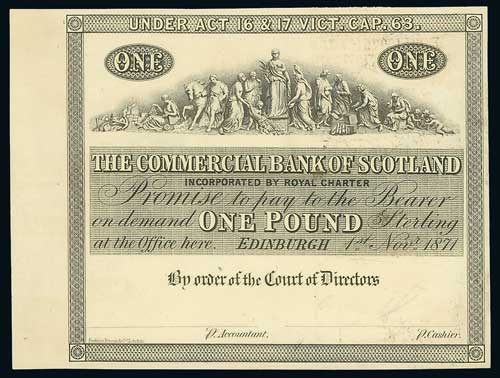 UNDER ACT 16 & 17 VICT. CAP. 63.
ONE ONE
THE COMMERCIAL BANK OF SCOTLAND
INCORPORATED BY ROYAL CHARTER
Promise to pay to the Bearer
on demand ONE POUND Sterling
at the Office here. EDINBURGH 1st Novr. 1871
By order of the Court of Directors
p. Accountant. p. Cashier.